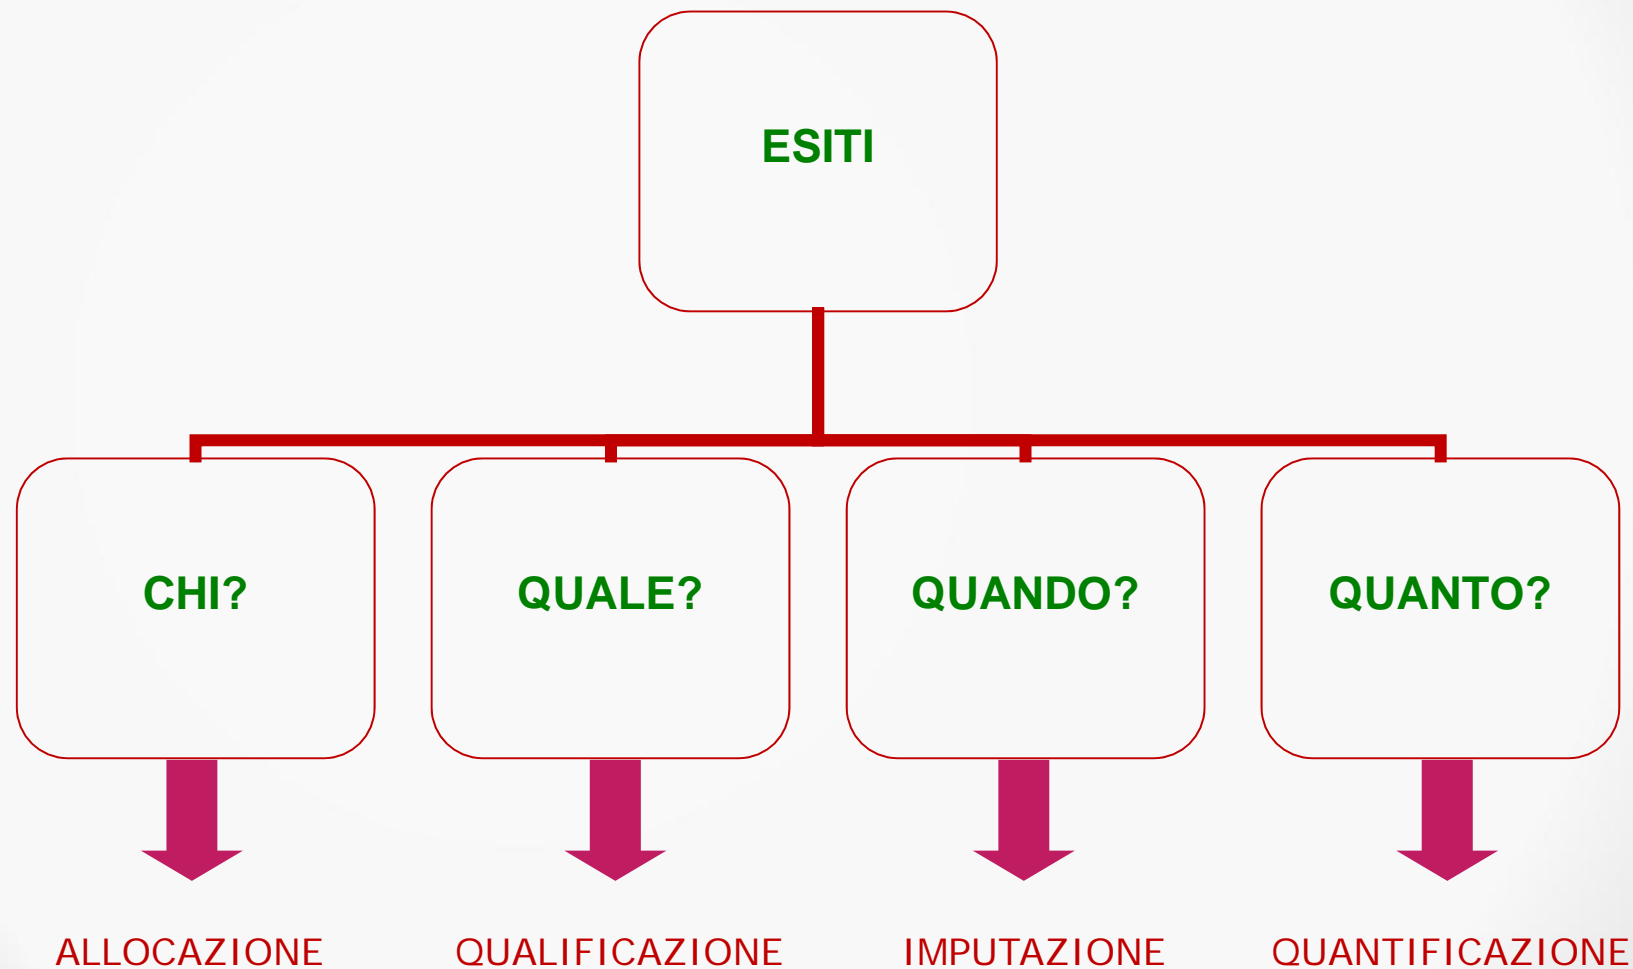 ESITI
CHI?
QUALE?
QUANDO?
QUANTO?
ALLOCAZIONE
QUALIFICAZIONE
IMPUTAZIONE
QUANTIFICAZIONE